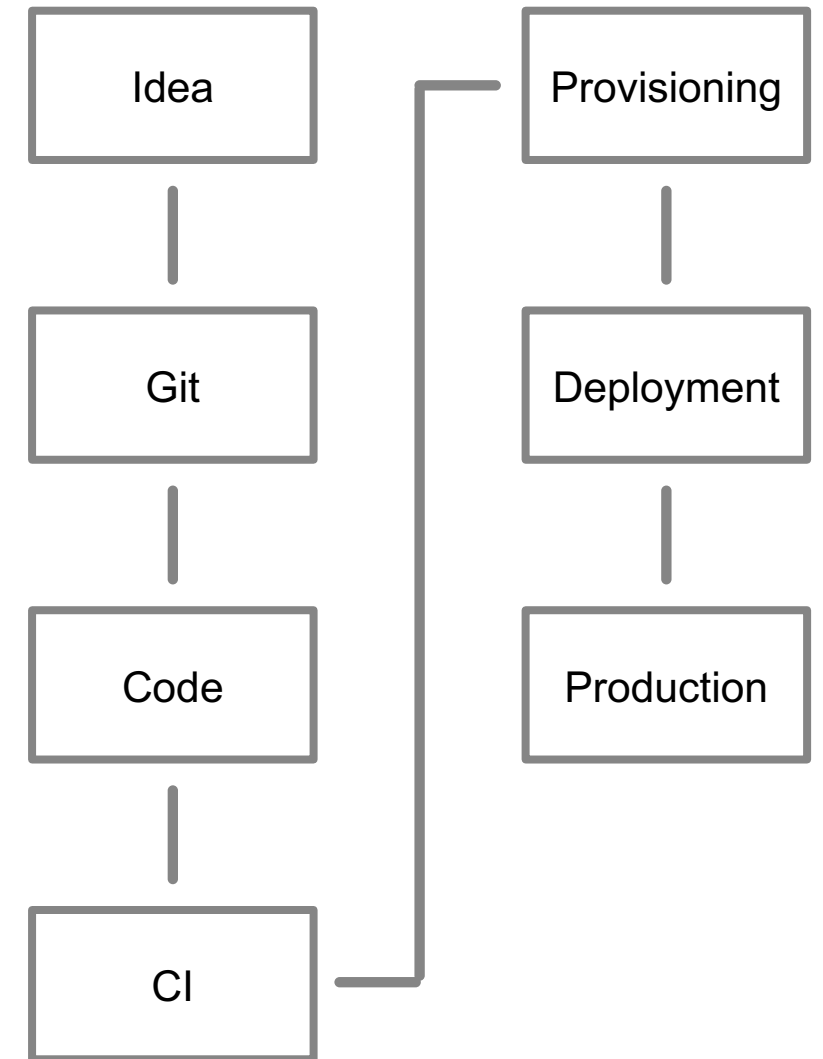 Idea
Git
Code
CI
Provisioning
Deployment
Production